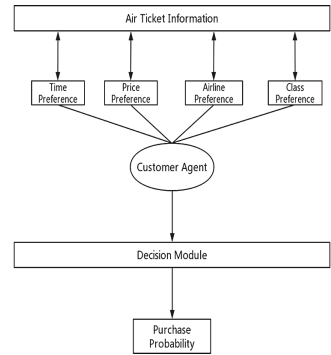 Air Ticket Information
Time
Preference
Price
Preference
Airline
Preference
Class
Preference
Customer Agent
Decision Module
Purchase
Probability